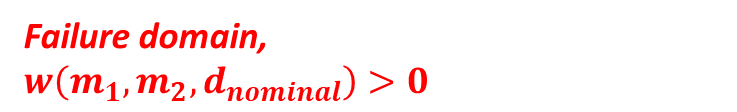 Failure domain,
w(m₁, m₂, d_nominal) > 0